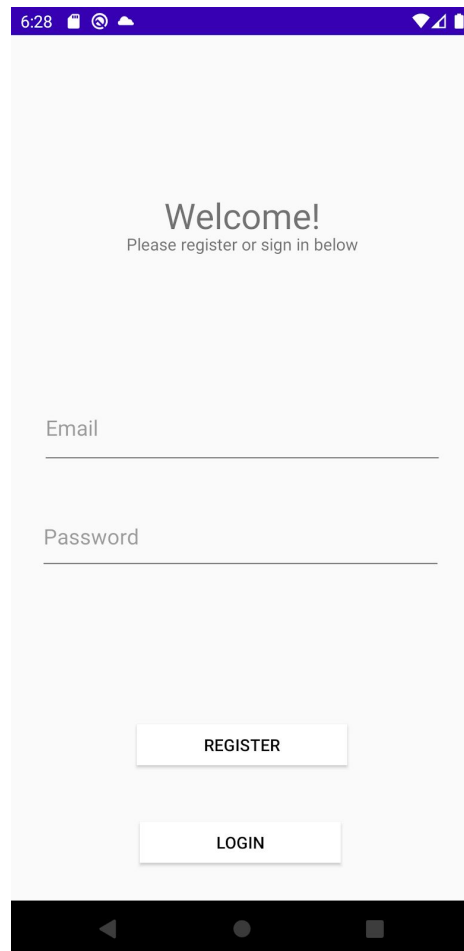 6:28
Welcome!
Please register or sign in below
Email
Password
REGISTER
LOGIN